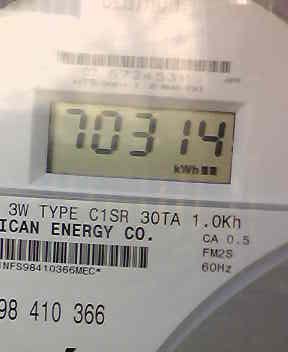 70314
kWh
3W TYPE C1SR 30TA 1.0Kh
ICAN ENERGY CO.
CA 0.5
FM2S
60Hz
INFS98410366MEC*
98 410 366